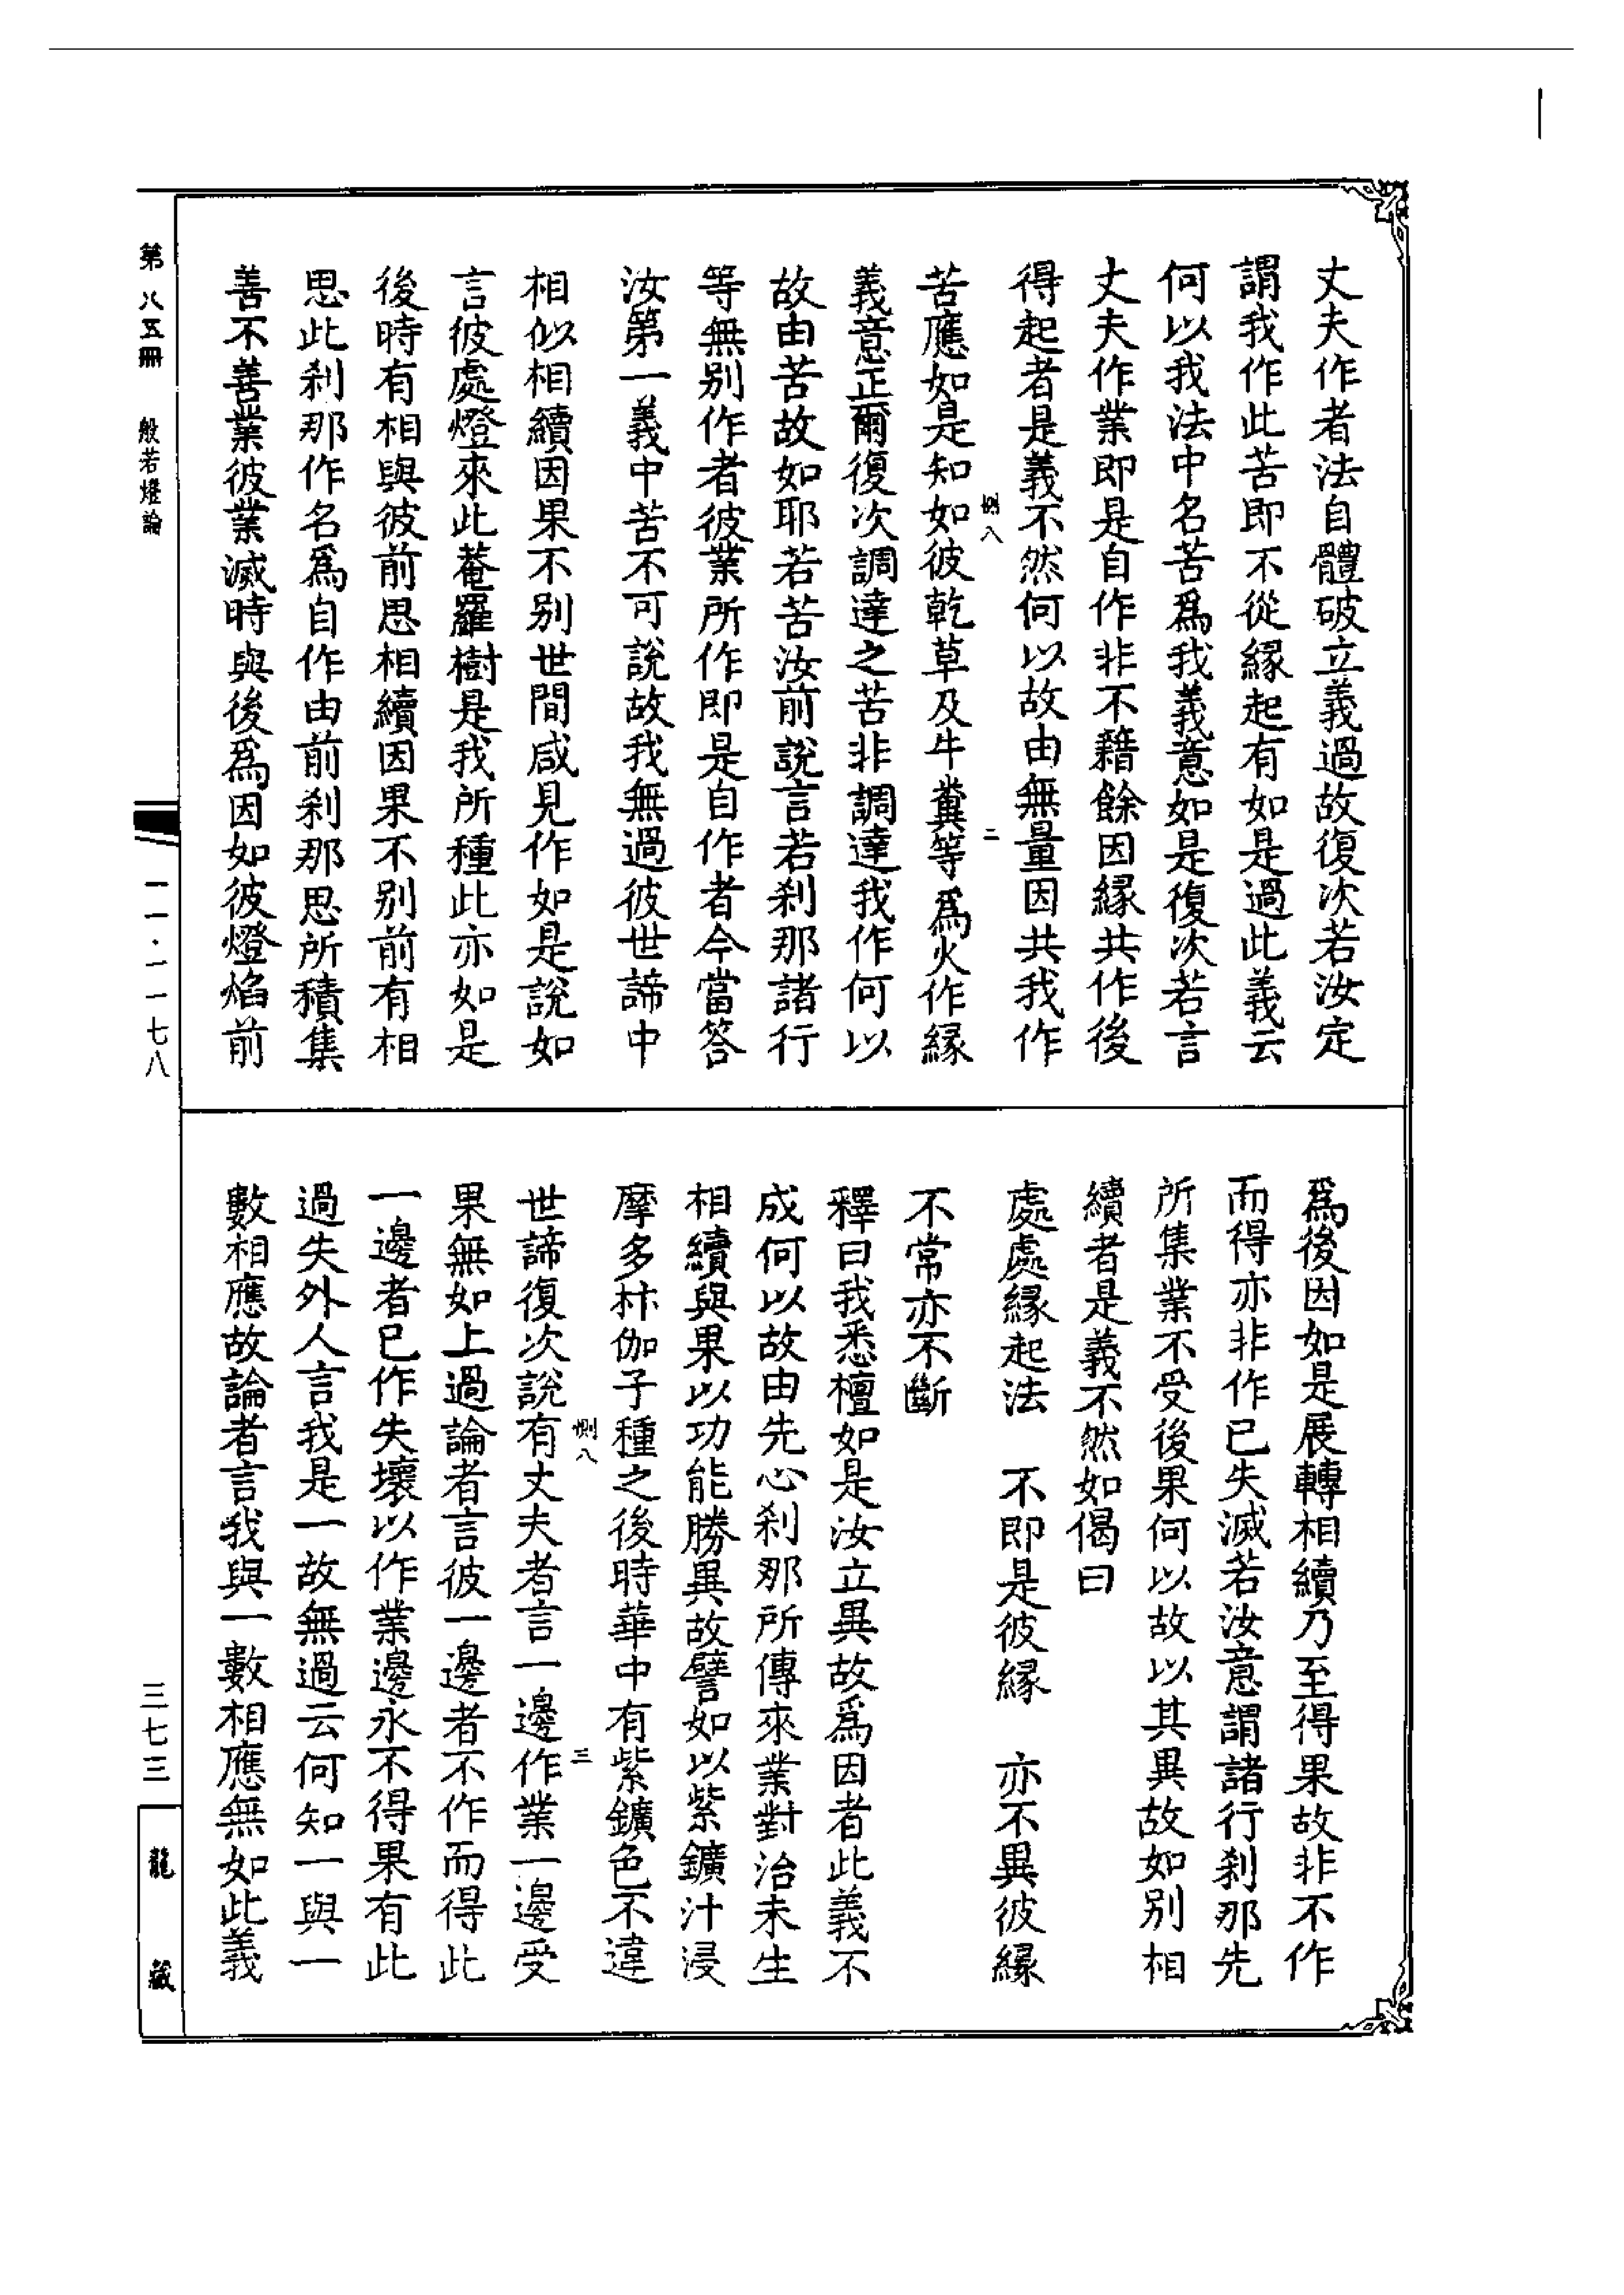 丈夫作者法自體破立義過故復次若汝定
謂我作此苦即不從緣起有如是過此義云
何以我法中名苦爲我義意如是復次若言
丈夫作業即是自作非不藉餘因緣共作後
得起者是義不然何以故由無量因共我作
惻八
二
苦應如是知如彼乾草及牛糞等爲火作緣
義意正爾復次調達之苦非調達我作何以
故由苦故如耶若苦汝前說言若刹那諸行
等無別作者彼業所作即是自作者今當答
汝第一義中苦不可說故我無過彼世諦中
相似相續因果不別世間咸見作如是說如
言彼處燈來此菴羅樹是我所種此亦如是
後時有相與彼前思相續因果不別前有相
思此刹那作名爲自作由前刹那思所積集
善不善業彼業滅時與後爲因如彼燈焰前
爲後因如是展轉相續乃至得果故非不作
而得亦非作已失滅若汝意謂諸行刹那先
所集業不受後果何以故以其異故如別相
續者是義不然如偈曰
處處緣起法　不即是彼緣　亦不異彼緣
不常亦不斷
釋曰我悉檀如是汝立異故爲因者此義不
成何以故由先心刹那所傳來業對治未生
相續與果以功能勝異故譬如以紫鑛汁浸
摩多㭉伽子種之後時華中有紫鑛色不違
惻八
三
世諦復次說有丈夫者言一邊作業一邊受
果無如上過論者言彼一邊者不作而得此
一邊者已作失壞以作業邊永不得果有此
過失外人言我是一故無過云何知一與一
數相應故論者言我與一數相應無如此義
第八五冊　般若燈論
一一·一一七八
三七三
龍藏